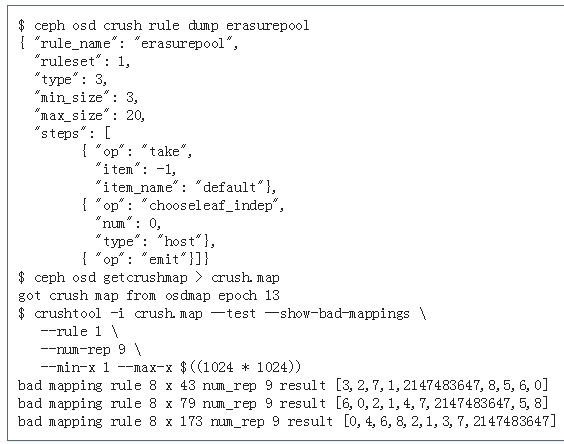 $ ceph osd crush rule dump erasurepool
{ "rule_name": "erasurepool",
  "ruleset": 1,
  "type": 3,
  "min_size": 3,
  "max_size": 20,
  "steps": [
        { "op": "take",
          "item": -1,
          "item_name": "default"},
        { "op": "chooseleaf_indep",
          "num": 0,
          "type": "host"},
        { "op": "emit"}]}
$ ceph osd getcrushmap > crush.map
got crush map from osdmap epoch 13
$ crushtool -i crush.map --test --show-bad-mappings \
   --rule 1 \
   --num-rep 9 \
   --min-x 1 --max-x $((1024 * 1024))
bad mapping rule 8 x 43 num_rep 9 result [3,2,7,1,2147483647,8,5,6,0]
bad mapping rule 8 x 79 num_rep 9 result [6,0,2,1,4,7,2147483647,5,8]
bad mapping rule 8 x 173 num_rep 9 result [0,4,6,8,2,1,3,7,2147483647]